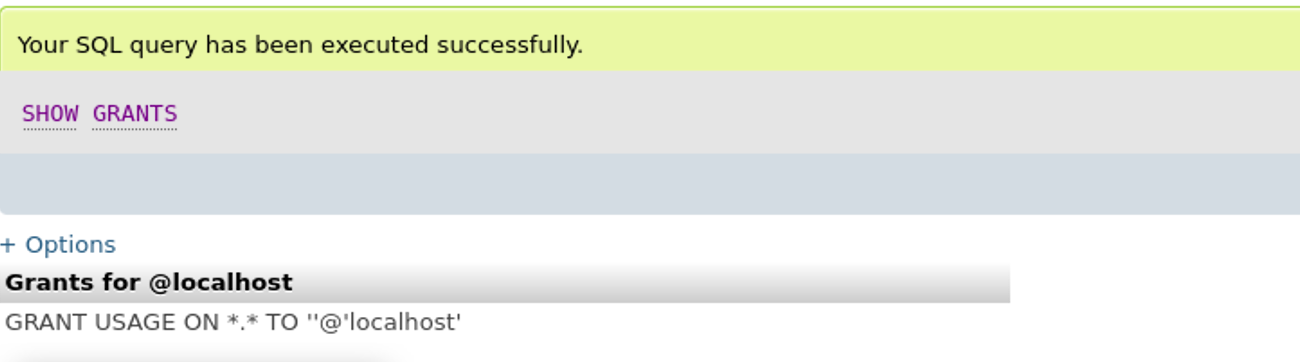 Your SQL query has been executed successfully.
SHOW GRANTS
+ Options
Grants for @localhost
GRANT USAGE ON *.* TO ''@'localhost'